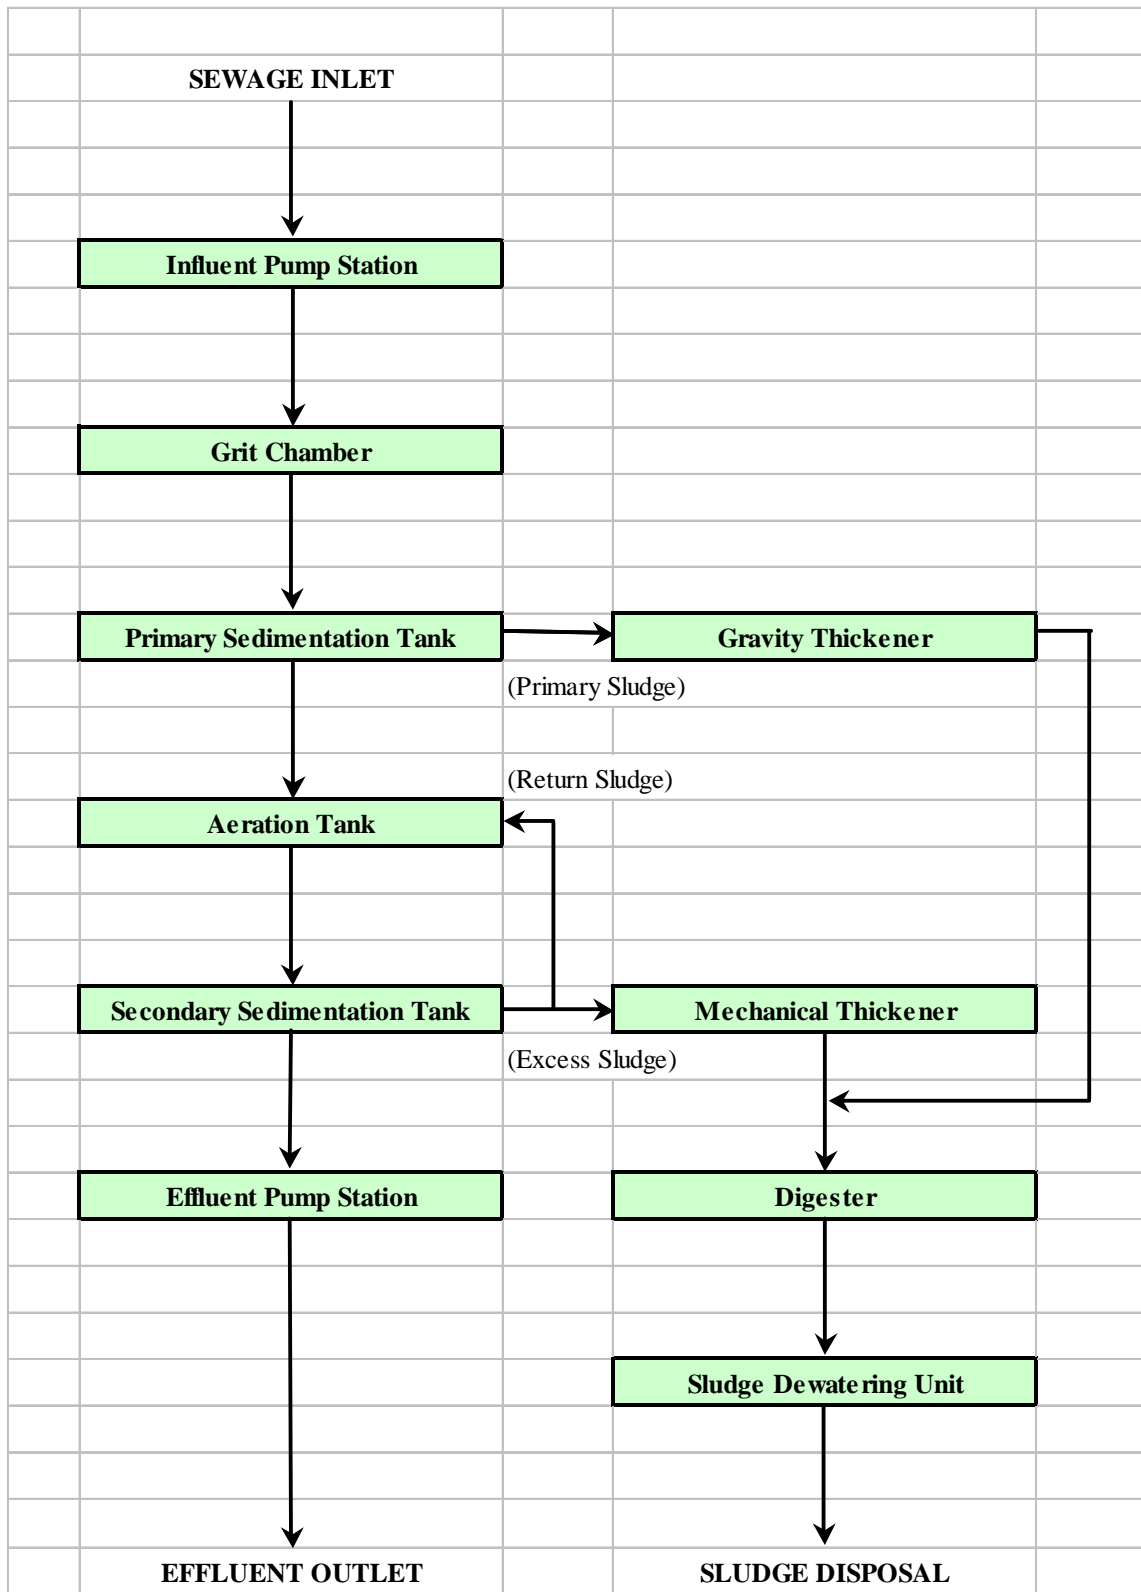 SEWAGE INLET
Influent Pump Station
Grit Chamber
Primary Sedimentation Tank
Gravity Thickener
(Primary Sludge)
(Return Sludge)
Aeration Tank
Secondary Sedimentation Tank
Mechanical Thickener
(Excess Sludge)
Effluent Pump Station
Digester
Sludge Dewatering Unit
EFFLUENT OUTLET
SLUDGE DISPOSAL